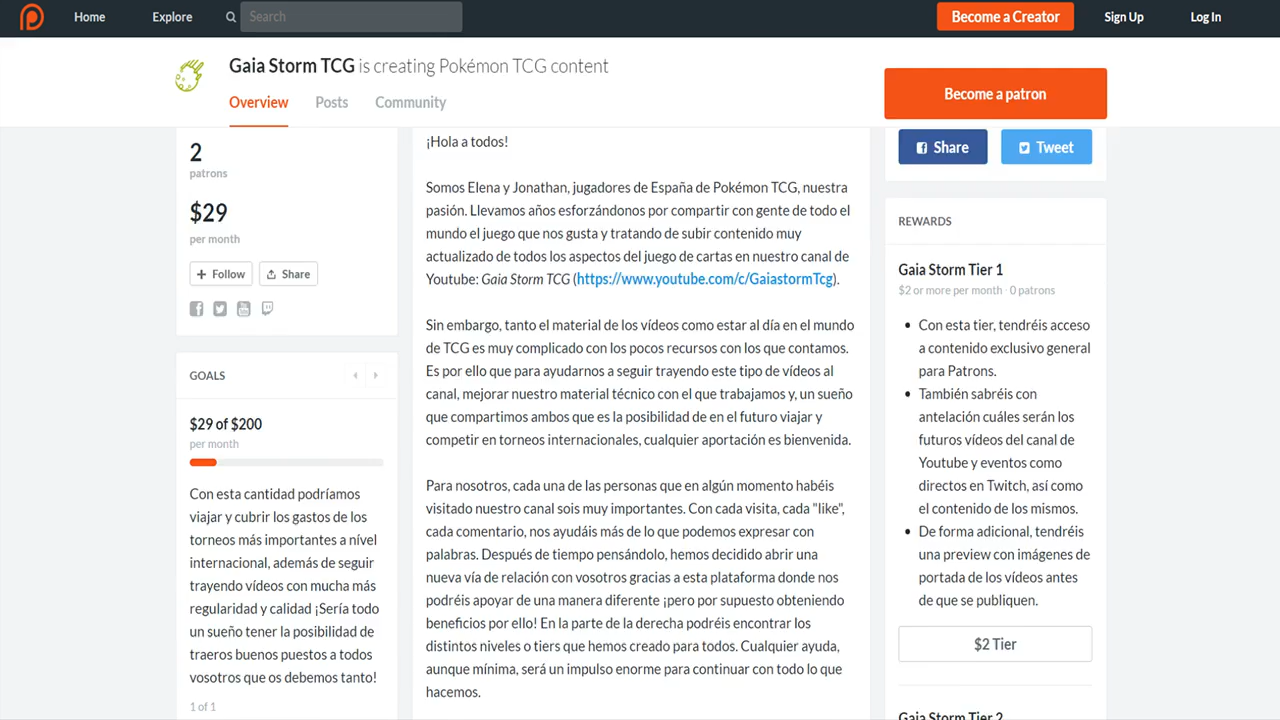 Home
Explore
Search
Become a Creator
Sign Up
Log In
Gaia Storm TCG is creating Pokémon TCG content
Overview
Posts
Community
Become a patron
2
patrons
$29
per month
Follow
Share
GOALS
$29 of $200
per month
Con esta cantidad podríamos
viajar y cubrir los gastos de los
torneos más importantes a nível
internacional, además de seguir
trayendo vídeos con mucha más
regularidad y calidad ¡Sería todo
un sueño tener la posibilidad de
traeros buenos puestos a todos
vosotros que os debemos tanto!
1 of 1
¡Hola a todos!
Somos Elena y Jonathan, jugadores de España de Pokémon TCG, nuestra
pasión. Llevamos años esforzándonos por compartir con gente de todo el
mundo el juego que nos gusta y tratando de subir contenido muy
actualizado de todos los aspectos del juego de cartas en nuestro canal de
Youtube: Gaia Storm TCG (https://www.youtube.com/c/GaiastormTcg).
Sin embargo, tanto el material de los vídeos como estar al día en el mundo
de TCG es muy complicado con los pocos recursos con los que contamos.
Es por ello que para ayudarnos a seguir trayendo este tipo de vídeos al
canal, mejorar nuestro material técnico con el que trabajamos y, un sueño
que compartimos ambos que es la posibilidad de en el futuro viajar y
competir en torneos internacionales, cualquier aportación es bienvenida.
Para nosotros, cada una de las personas que en algún momento habéis
visitado nuestro canal sois muy importantes. Con cada visita, cada "like",
cada comentario, nos ayudáis más de lo que podemos expresar con
palabras. Después de tiempo pensándolo, hemos decidido abrir una
nueva vía de relación con vosotros gracias a esta plataforma donde nos
podréis apoyar de una manera diferente ¡pero por supuesto obteniendo
beneficios por ello! En la parte de la derecha podréis encontrar los
distintos niveles o tiers que hemos creado para todos. Cualquier ayuda,
aunque mínima, será un impulso enorme para continuar con todo lo que
hacemos.
Share
Tweet
REWARDS
Gaia Storm Tier 1
$2 or more per month · 0 patrons
• Con esta tier, tendréis acceso
a contenido exclusivo general
para Patrons.
• También sabréis con
antelación cuáles serán los
futuros vídeos del canal de
Youtube y eventos como
directos en Twitch, así como
el contenido de los mismos.
• De forma adicional, tendréis
una preview con imágenes de
portada de los vídeos antes
de que se publiquen.
$2 Tier
Gaia Storm Tier 2